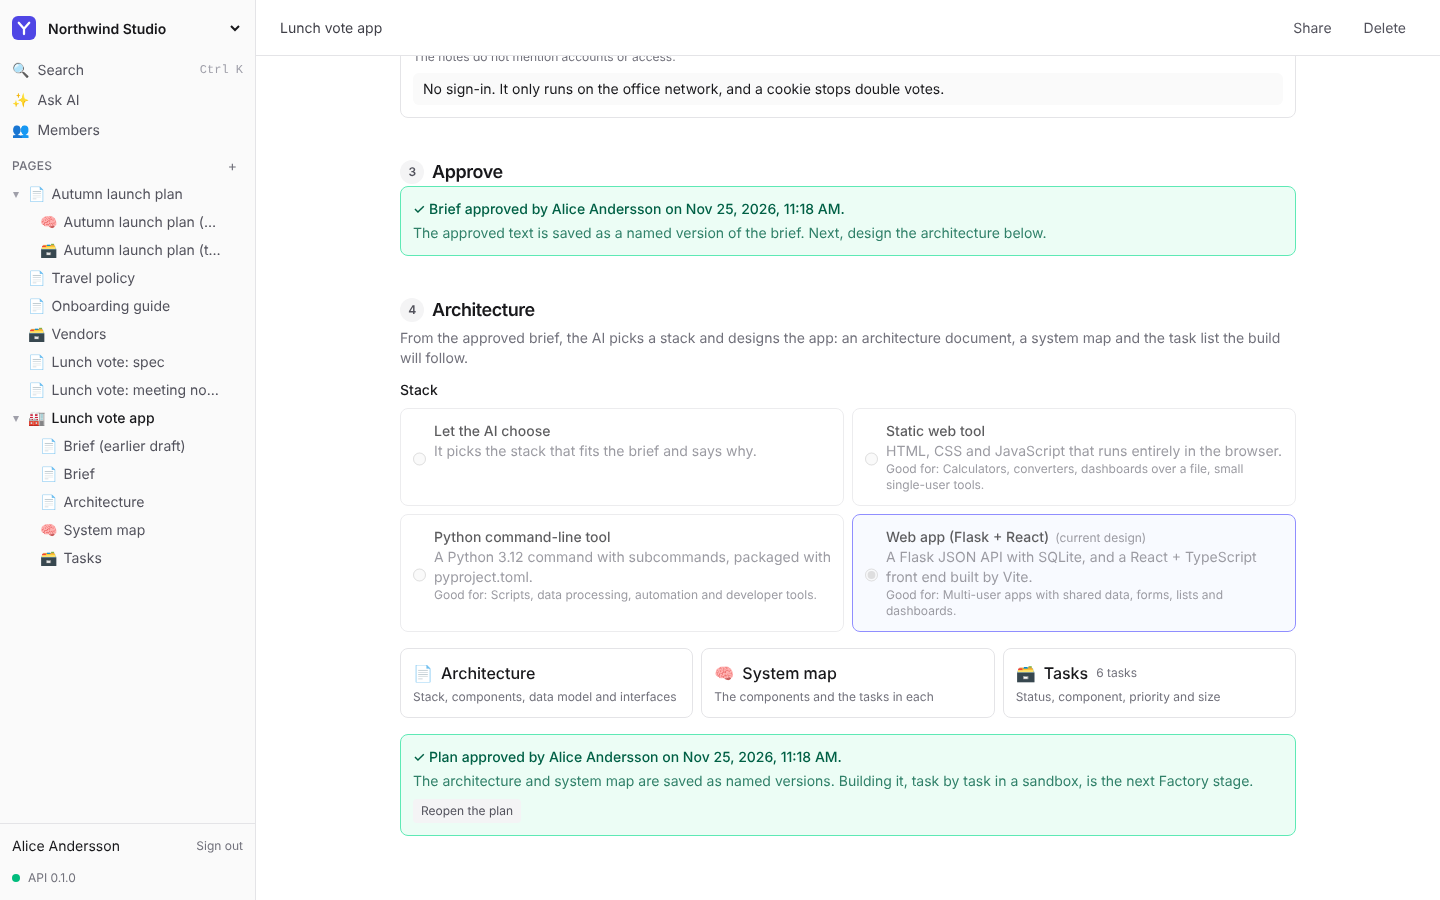 Northwind Studio
Search Ctrl K
Ask AI
Members
PAGES +
Autumn launch plan
Autumn launch plan (...
Autumn launch plan (t...
Travel policy
Onboarding guide
Vendors
Lunch vote: spec
Lunch vote: meeting no...
Lunch vote app
Brief (earlier draft)
Brief
Architecture
System map
Tasks
Alice Andersson Sign out
API 0.1.0
Lunch vote app Share Delete
The notes do not mention accounts or access.
No sign-in. It only runs on the office network, and a cookie stops double votes.
3 Approve
✓ Brief approved by Alice Andersson on Nov 25, 2026, 11:18 AM.
The approved text is saved as a named version of the brief. Next, design the architecture below.
4 Architecture
From the approved brief, the AI picks a stack and designs the app: an architecture document, a system map and the task list the build
will follow.
Stack
Let the AI choose
It picks the stack that fits the brief and says why.
Static web tool
HTML, CSS and JavaScript that runs entirely in the browser.
Good for: Calculators, converters, dashboards over a file, small
single-user tools.
Python command-line tool
A Python 3.12 command with subcommands, packaged with
pyproject.toml.
Good for: Scripts, data processing, automation and developer tools.
Web app (Flask + React) (current design)
A Flask JSON API with SQLite, and a React + TypeScript
front end built by Vite.
Good for: Multi-user apps with shared data, forms, lists and
dashboards.
Architecture
Stack, components, data model and interfaces
System map
The components and the tasks in each
Tasks 6 tasks
Status, component, priority and size
✓ Plan approved by Alice Andersson on Nov 25, 2026, 11:18 AM.
The architecture and system map are saved as named versions. Building it, task by task in a sandbox, is the next Factory stage.
Reopen the plan